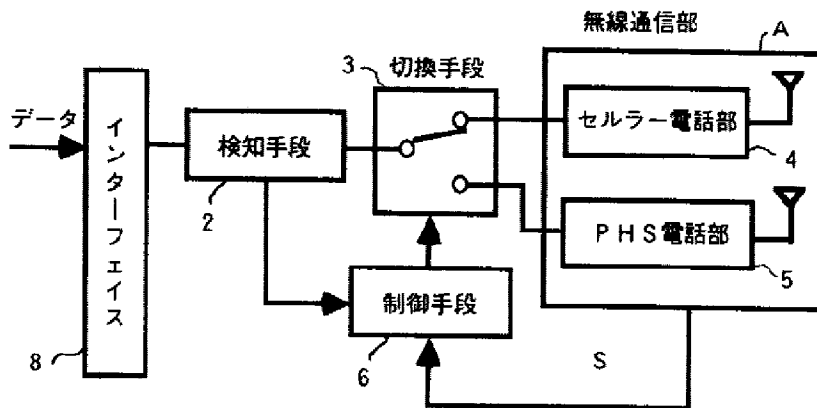 無線通信部
A
3
切換手段
データ
インターフェイス
検知手段
2
セルラー電話部
4
PHS電話部
5
制御手段
6
8
S